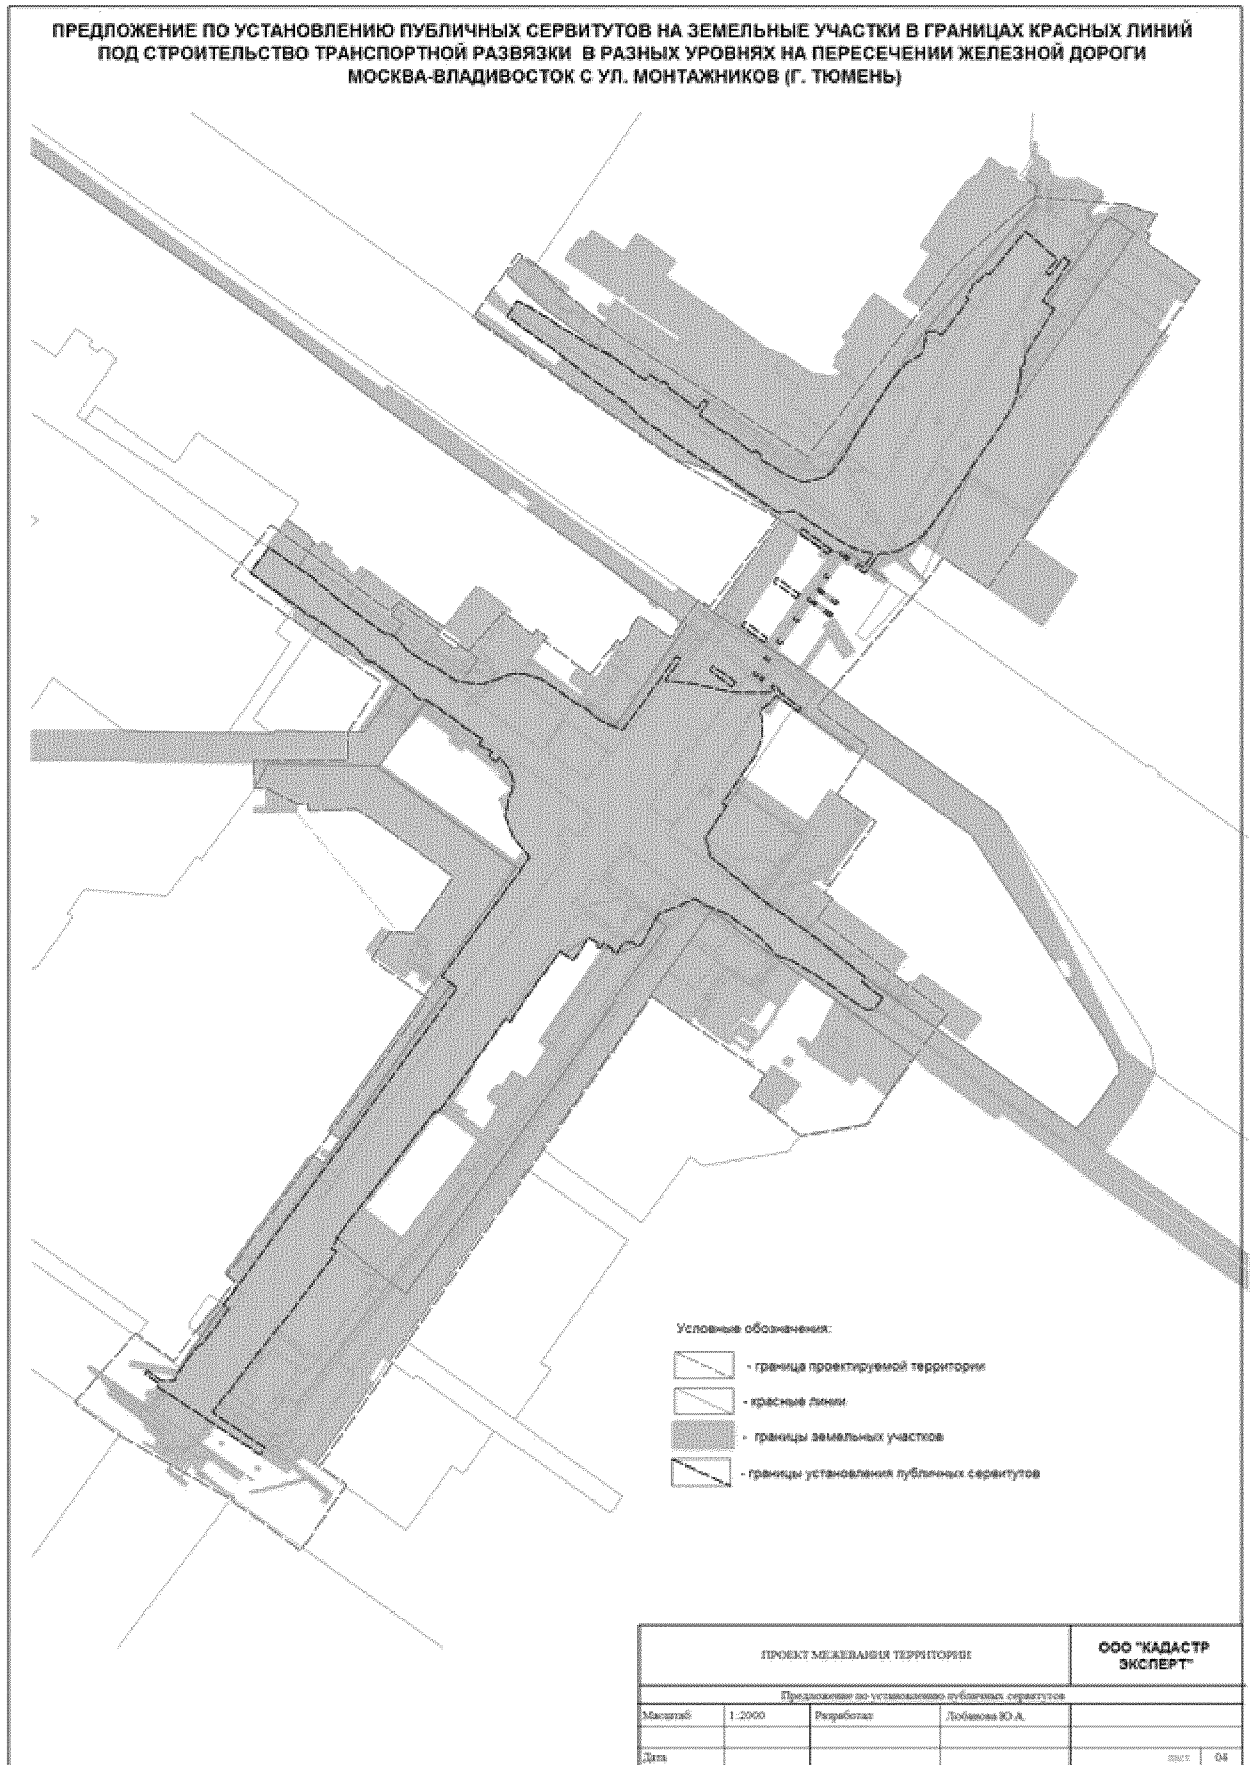 ПРЕДЛОЖЕНИЕ ПО УСТАНОВЛЕНИЮ ПУБЛИЧНЫХ СЕРВИТУТОВ НА ЗЕМЕЛЬНЫЕ УЧАСТКИ В ГРАНИЦАХ КРАСНЫХ ЛИНИЙ
ПОД СТРОИТЕЛЬСТВО ТРАНСПОРТНОЙ РАЗВЯЗКИ В РАЗНЫХ УРОВНЯХ НА ПЕРЕСЕЧЕНИИ ЖЕЛЕЗНОЙ ДОРОГИ
МОСКВА-ВЛАДИВОСТОК С УЛ. МОНТАЖНИКОВ (Г. ТЮМЕНЬ)
Условные обозначения:
- граница проектируемой территории
- красные линии
- границы земельных участков
- границы установления публичных сервитутов
ПРОЕКТ МЕЖЕВАНИЯ ТЕРРИТОРИИ
ООО "КАДАСТР
ЭКСПЕРТ"
Предложение по установлению публичных сервитутов
Масштаб 1:2000 Разработал Лобанова Ю.А.
Дата лист 04